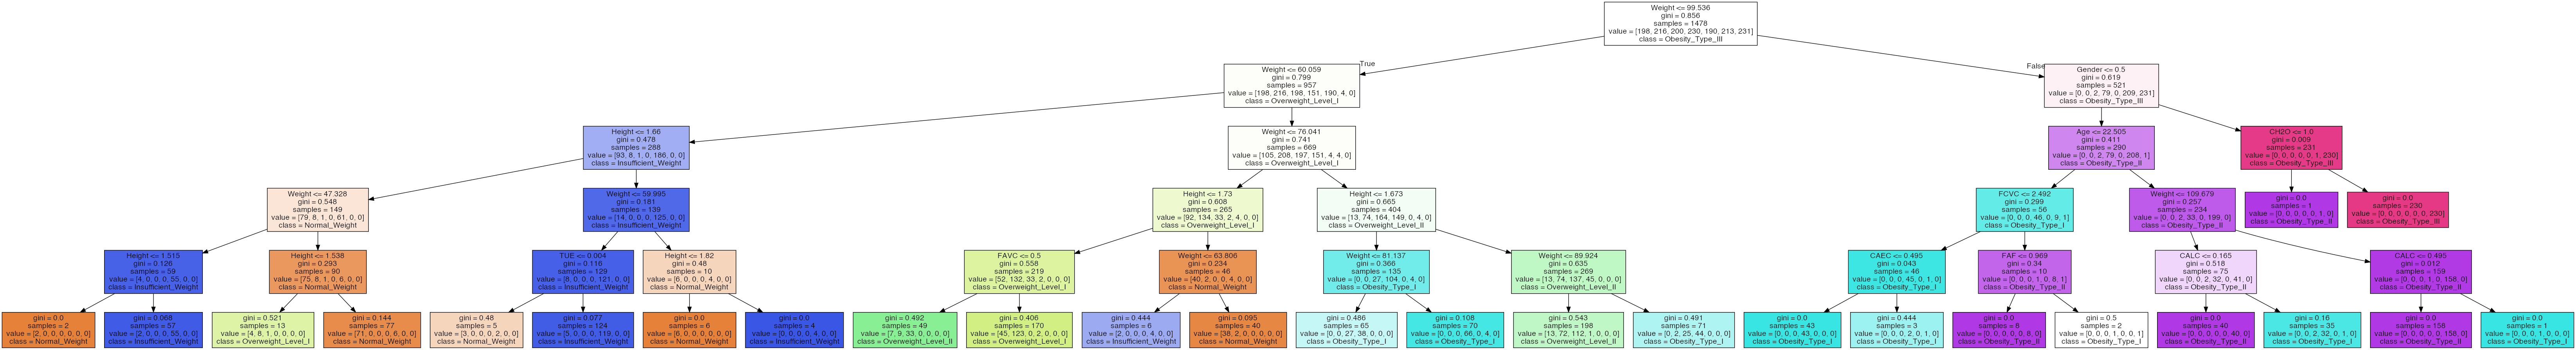 Weight <= 99.536
gini = 0.856
samples = 1478
value = [198, 216, 200, 230, 190, 213, 231]
class = Obesity_Type_III
True
False
Weight <= 60.059
gini = 0.799
samples = 957
value = [198, 216, 198, 151, 190, 4, 0]
class = Overweight_Level_I
Gender <= 0.5
gini = 0.619
samples = 521
value = [0, 0, 2, 79, 0, 209, 231]
class = Obesity_Type_III
Height <= 1.66
gini = 0.478
samples = 288
value = [93, 8, 1, 0, 186, 0, 0]
class = Insufficient_Weight
Weight <= 76.041
gini = 0.741
samples = 669
value = [105, 208, 197, 151, 4, 4, 0]
class = Overweight_Level_I
Age <= 22.505
gini = 0.411
samples = 290
value = [0, 0, 2, 79, 0, 208, 1]
class = Obesity_Type_II
CH2O <= 1.0
gini = 0.009
samples = 231
value = [0, 0, 0, 0, 0, 1, 230]
class = Obesity_Type_III
Weight <= 47.328
gini = 0.548
samples = 149
value = [79, 8, 1, 0, 61, 0, 0]
class = Normal_Weight
Weight <= 59.995
gini = 0.181
samples = 139
value = [14, 0, 0, 0, 125, 0, 0]
class = Insufficient_Weight
Height <= 1.73
gini = 0.608
samples = 265
value = [92, 134, 33, 2, 4, 0, 0]
class = Overweight_Level_I
Height <= 1.673
gini = 0.665
samples = 404
value = [13, 74, 164, 149, 0, 4, 0]
class = Overweight_Level_II
FCVC <= 2.492
gini = 0.299
samples = 56
value = [0, 0, 0, 46, 0, 9, 1]
class = Obesity_Type_I
Weight <= 109.679
gini = 0.257
samples = 234
value = [0, 0, 2, 33, 0, 199, 0]
class = Obesity_Type_II
gini = 0.0
samples = 1
value = [0, 0, 0, 0, 0, 1, 0]
class = Obesity_Type_II
gini = 0.0
samples = 230
value = [0, 0, 0, 0, 0, 0, 230]
class = Obesity_Type_III
Height <= 1.515
gini = 0.126
samples = 59
value = [4, 0, 0, 0, 55, 0, 0]
class = Insufficient_Weight
Height <= 1.538
gini = 0.293
samples = 90
value = [75, 8, 1, 0, 6, 0, 0]
class = Normal_Weight
TUE <= 0.004
gini = 0.116
samples = 129
value = [8, 0, 0, 0, 121, 0, 0]
class = Insufficient_Weight
Height <= 1.82
gini = 0.48
samples = 10
value = [6, 0, 0, 0, 4, 0, 0]
class = Normal_Weight
FAVC <= 0.5
gini = 0.558
samples = 219
value = [52, 132, 33, 2, 0, 0, 0]
class = Overweight_Level_I
Weight <= 63.806
gini = 0.234
samples = 46
value = [40, 2, 0, 0, 4, 0, 0]
class = Normal_Weight
Weight <= 81.137
gini = 0.366
samples = 135
value = [0, 0, 27, 104, 0, 4, 0]
class = Obesity_Type_I
Weight <= 89.924
gini = 0.635
samples = 269
value = [13, 74, 137, 45, 0, 0, 0]
class = Overweight_Level_II
CAEC <= 0.495
gini = 0.043
samples = 46
value = [0, 0, 0, 45, 0, 1, 0]
class = Obesity_Type_I
FAF <= 0.969
gini = 0.34
samples = 10
value = [0, 0, 0, 1, 0, 8, 1]
class = Obesity_Type_II
CALC <= 0.165
gini = 0.518
samples = 75
value = [0, 0, 2, 32, 0, 41, 0]
class = Obesity_Type_II
CALC <= 0.495
gini = 0.012
samples = 159
value = [0, 0, 0, 1, 0, 158, 0]
class = Obesity_Type_II
gini = 0.0
samples = 2
value = [2, 0, 0, 0, 0, 0, 0]
class = Normal_Weight
gini = 0.068
samples = 57
value = [2, 0, 0, 0, 55, 0, 0]
class = Insufficient_Weight
gini = 0.521
samples = 13
value = [4, 8, 1, 0, 0, 0, 0]
class = Overweight_Level_I
gini = 0.144
samples = 77
value = [71, 0, 0, 0, 6, 0, 0]
class = Normal_Weight
gini = 0.48
samples = 5
value = [3, 0, 0, 0, 2, 0, 0]
class = Normal_Weight
gini = 0.077
samples = 124
value = [5, 0, 0, 0, 119, 0, 0]
class = Insufficient_Weight
gini = 0.0
samples = 6
value = [6, 0, 0, 0, 0, 0, 0]
class = Normal_Weight
gini = 0.0
samples = 4
value = [0, 0, 0, 0, 4, 0, 0]
class = Insufficient_Weight
gini = 0.492
samples = 49
value = [7, 9, 33, 0, 0, 0, 0]
class = Overweight_Level_II
gini = 0.406
samples = 170
value = [45, 123, 0, 2, 0, 0, 0]
class = Overweight_Level_I
gini = 0.444
samples = 6
value = [2, 0, 0, 0, 4, 0, 0]
class = Insufficient_Weight
gini = 0.095
samples = 40
value = [38, 2, 0, 0, 0, 0, 0]
class = Normal_Weight
gini = 0.486
samples = 65
value = [0, 0, 27, 38, 0, 0, 0]
class = Obesity_Type_I
gini = 0.108
samples = 70
value = [0, 0, 0, 66, 0, 4, 0]
class = Obesity_Type_I
gini = 0.543
samples = 198
value = [13, 72, 112, 1, 0, 0, 0]
class = Overweight_Level_II
gini = 0.491
samples = 71
value = [0, 2, 25, 44, 0, 0, 0]
class = Obesity_Type_I
gini = 0.0
samples = 43
value = [0, 0, 0, 43, 0, 0, 0]
class = Obesity_Type_I
gini = 0.444
samples = 3
value = [0, 0, 0, 2, 0, 1, 0]
class = Obesity_Type_I
gini = 0.0
samples = 8
value = [0, 0, 0, 0, 0, 8, 0]
class = Obesity_Type_II
gini = 0.5
samples = 2
value = [0, 0, 0, 1, 0, 0, 1]
class = Obesity_Type_I
gini = 0.0
samples = 40
value = [0, 0, 0, 0, 0, 40, 0]
class = Obesity_Type_II
gini = 0.16
samples = 35
value = [0, 0, 2, 32, 0, 1, 0]
class = Obesity_Type_I
gini = 0.0
samples = 158
value = [0, 0, 0, 0, 0, 158, 0]
class = Obesity_Type_II
gini = 0.0
samples = 1
value = [0, 0, 0, 1, 0, 0, 0]
class = Obesity_Type_I